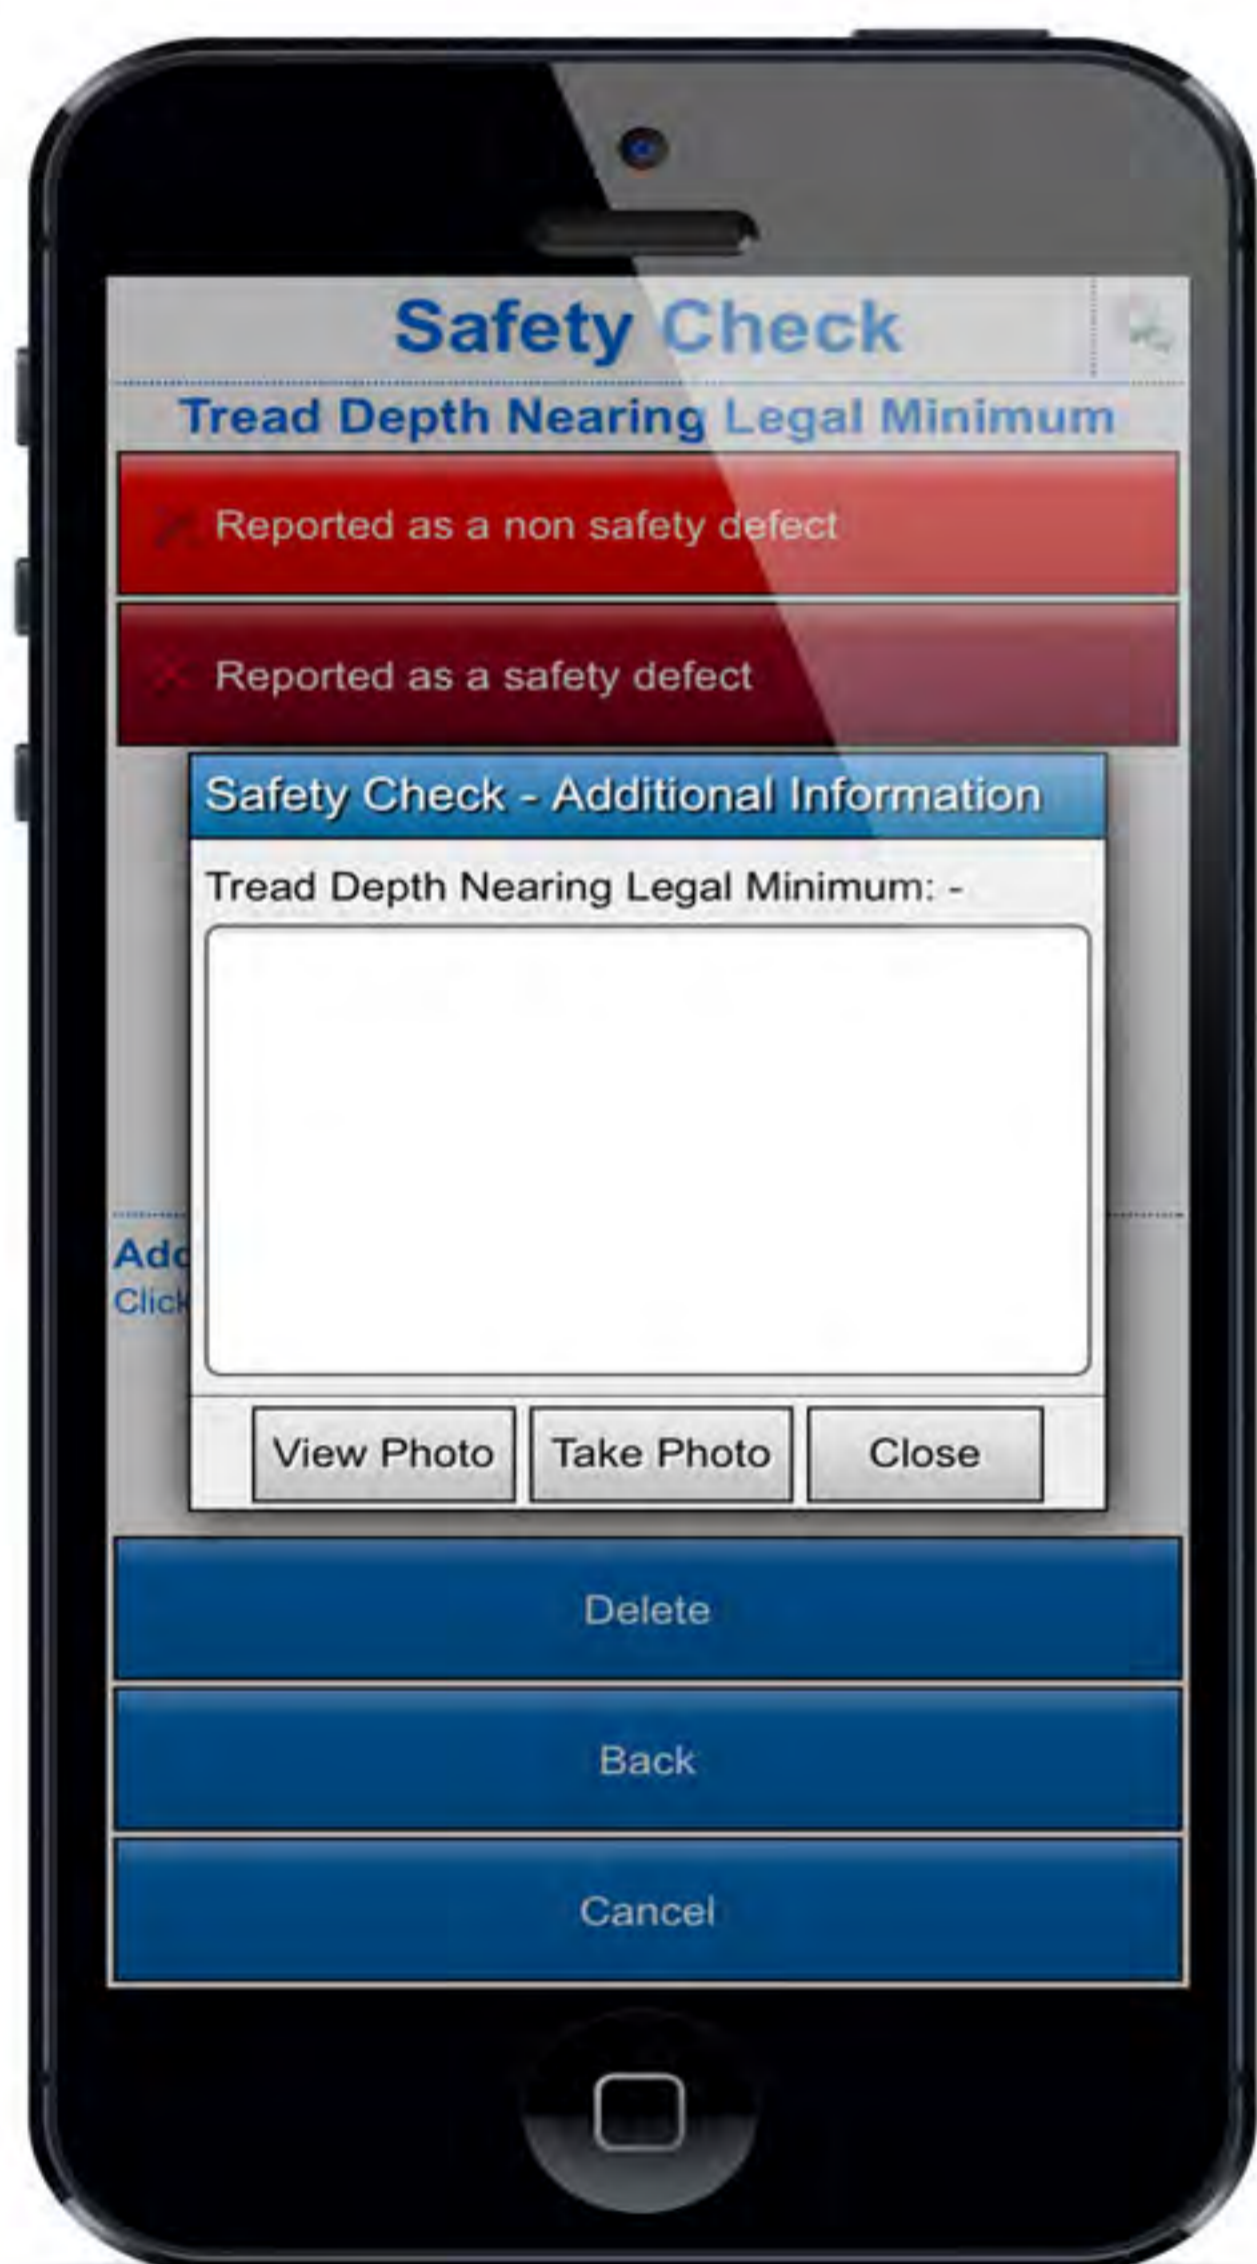 Safety Check
Tread Depth Nearing Legal Minimum
Reported as a non safety defect
Reported as a safety defect
Safety Check - Additional Information
Tread Depth Nearing Legal Minimum: -
Click
View Photo
Take Photo
Close
Delete
Back
Cancel